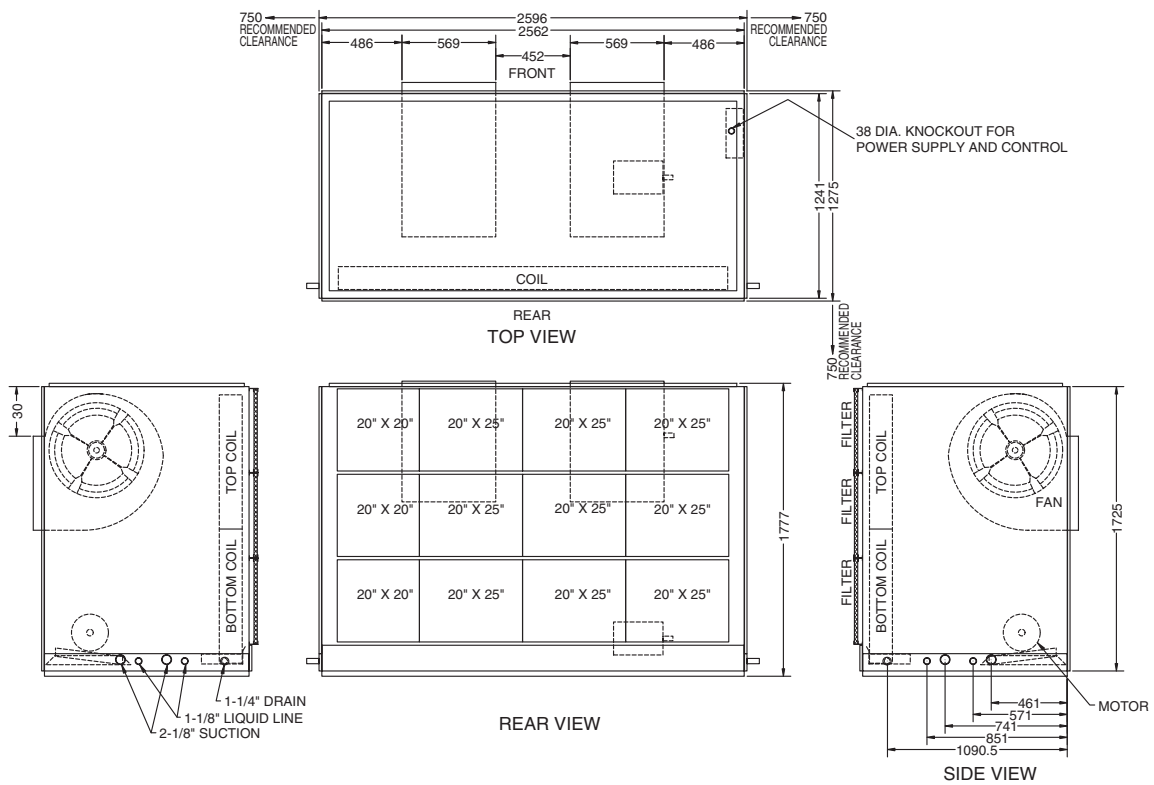 750
RECOMMENDED
CLEARANCE
2596
750
RECOMMENDED
CLEARANCE
2562
486
569
569
486
452
FRONT
38 DIA. KNOCKOUT FOR
POWER SUPPLY AND CONTROL
1241
1275
COIL
REAR
TOP VIEW
750
RECOMMENDED
CLEARANCE
30
TOP COIL
BOTTOM COIL
1-1/4" DRAIN
1-1/8" LIQUID LINE
2-1/8" SUCTION
20" X 20" 20" X 25" 20" X 25" 20" X 25"
20" X 20" 20" X 25" 20" X 25" 20" X 25"
20" X 20" 20" X 25" 20" X 25" 20" X 25"
1777
REAR VIEW
FILTER
FILTER
FILTER
TOP COIL
BOTTOM COIL
FAN
1725
MOTOR
461
571
741
851
1090.5
SIDE VIEW